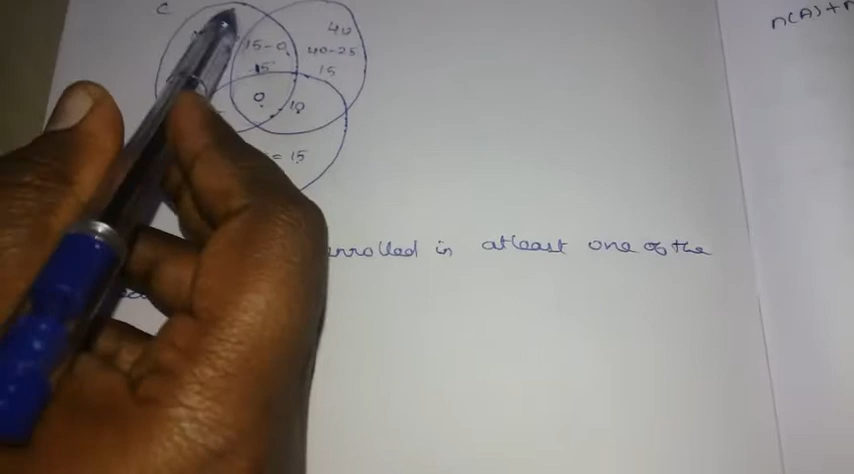 C
n(A) + n
40
15-0
40-25
15
15
0
10
= 15
enrolled in atleast one of the